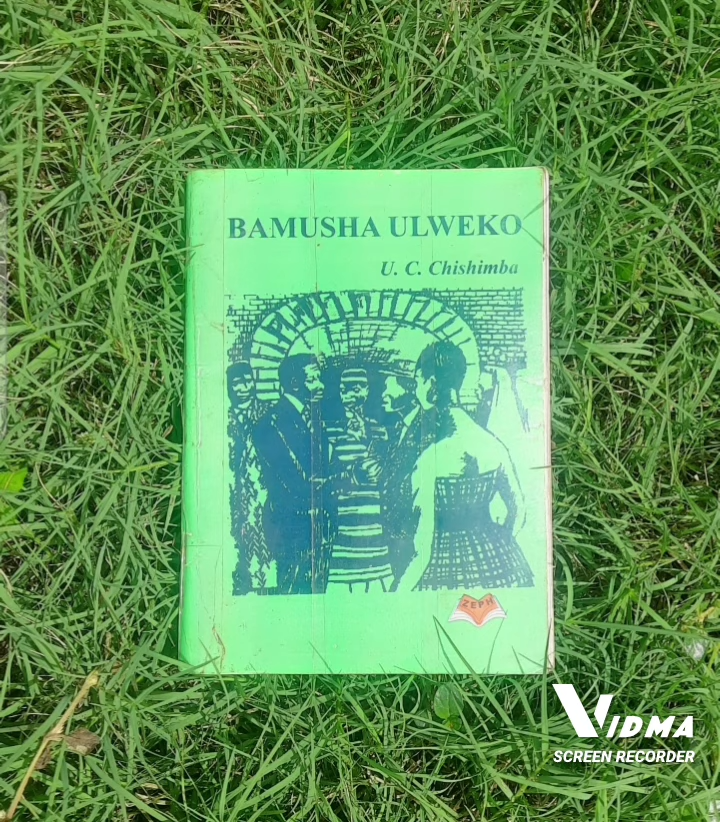 BAMUSHA ULWEKO
U. C. Chishimba
ZEPH
VIDMA
SCREEN RECORDER